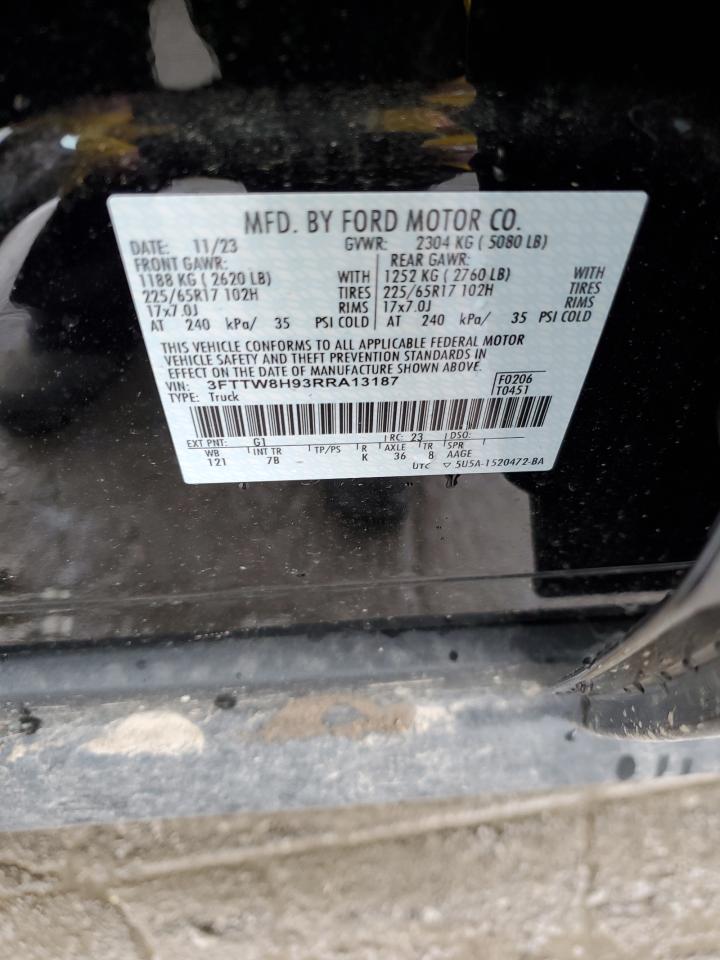 MFD. BY FORD MOTOR CO.
DATE: 11/23 GVWR: 2304 KG ( 5080 LB)
FRONT GAWR: REAR GAWR:
1188 KG ( 2620 LB) WITH 1252 KG ( 2760 LB) WITH
225/65R17 102H TIRES 225/65R17 102H TIRES
17x7.0J RIMS 17x7.0J RIMS
AT 240 kPa/ 35 PSI COLD AT 240 kPa/ 35 PSI COLD
THIS VEHICLE CONFORMS TO ALL APPLICABLE FEDERAL MOTOR
VEHICLE SAFETY AND THEFT PREVENTION STANDARDS IN
EFFECT ON THE DATE OF MANUFACTURE SHOWN ABOVE.
VIN: 3FTTW8H93RRA13187 F0206
TYPE: Truck T0451
EXT PNT: G1 RC: 23 DSO:
WB INT TR TP/PS R AXLE TR SPR
121 7B K 36 8 AAGE
UTC ▽ 5U5A-1520472-BA